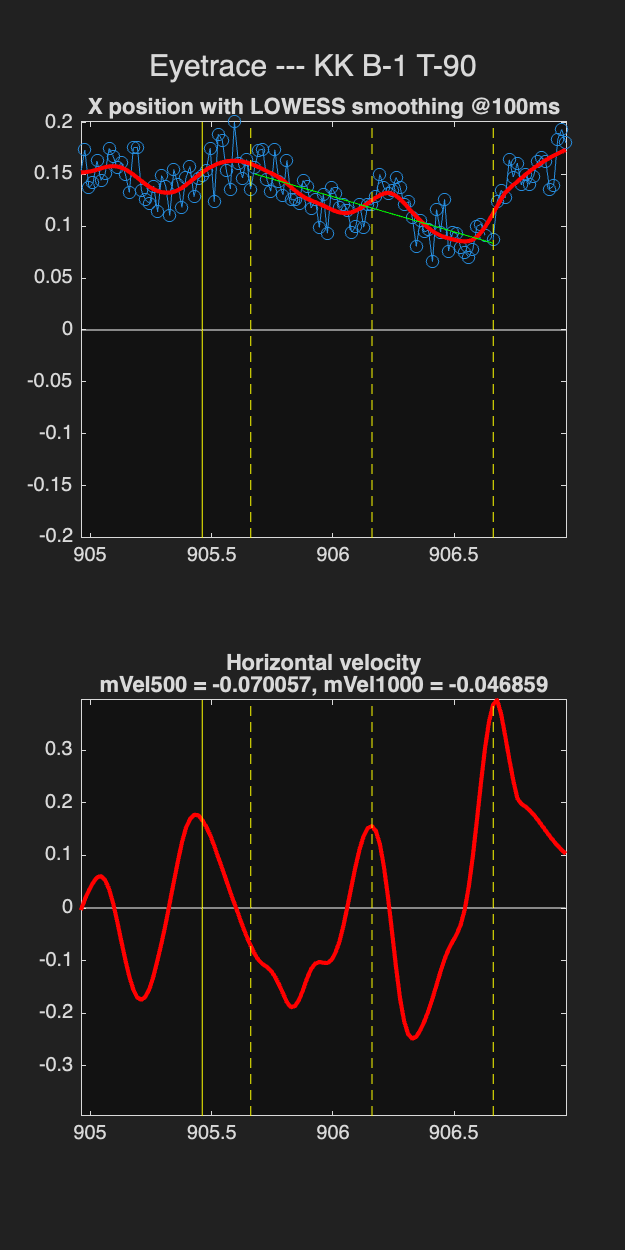 Eyetrace --- KK B-1 T-90
X position with LOWESS smoothing @100ms
0.2
0.15
0.1
0.05
0
-0.05
-0.1
-0.15
-0.2
905 905.5 906 906.5
Horizontal velocity
mVel500 = -0.070057, mVel1000 = -0.046859
0.3
0.2
0.1
0
-0.1
-0.2
-0.3
905 905.5 906 906.5